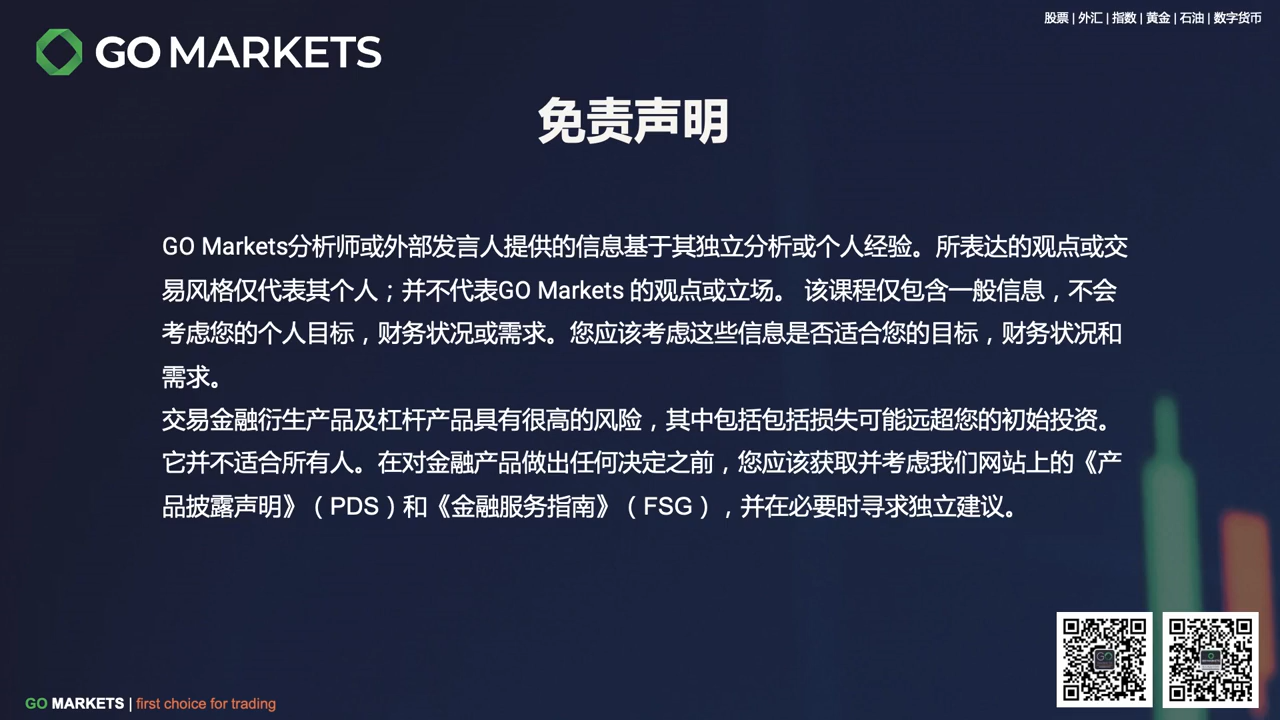 股票 | 外汇 | 指数 | 黄金 | 石油 | 数字货币
GO MARKETS
免责声明
GO Markets分析师或外部发言人提供的信息基于其独立分析或个人经验。所表达的观点或交
易风格仅代表其个人；并不代表GO Markets 的观点或立场。 该课程仅包含一般信息，不会
考虑您的个人目标，财务状况或需求。您应该考虑这些信息是否适合您的目标，财务状况和
需求。
交易金融衍生产品及杠杆产品具有很高的风险，其中包括包括损失可能远超您的初始投资。
它并不适合所有人。在对金融产品做出任何决定之前，您应该获取并考虑我们网站上的《产
品披露声明》（PDS）和《金融服务指南》（FSG），并在必要时寻求独立建议。
GO MARKETS | first choice for trading